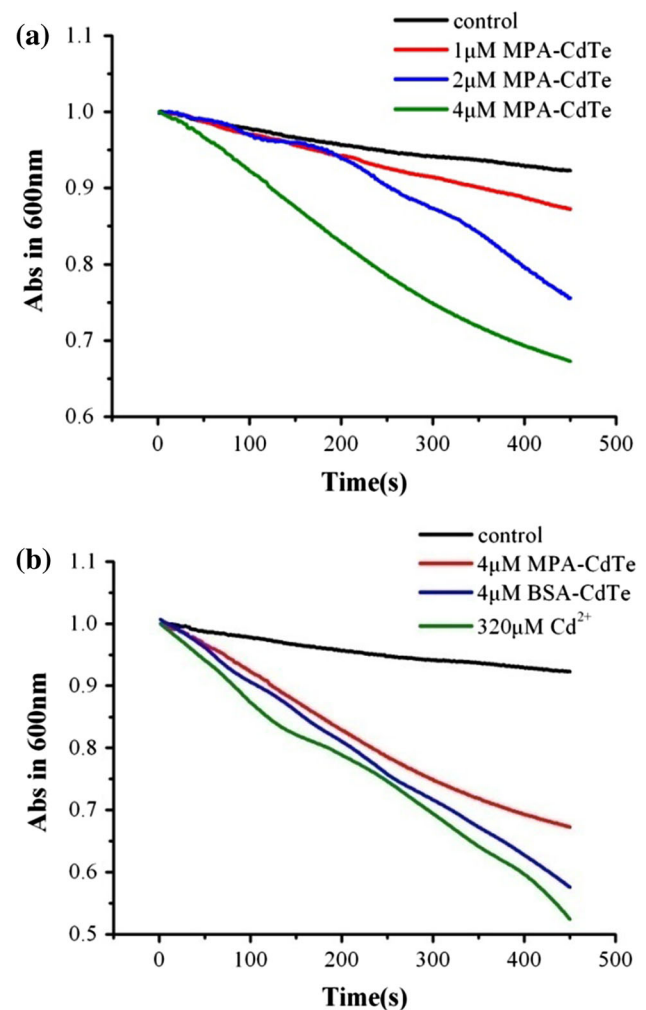 (a)
control
1μM MPA-CdTe
2μM MPA-CdTe
4μM MPA-CdTe
1.1
1.0
0.9
0.8
0.7
0.6
Abs in 600nm
0 100 200 300 400 500
Time(s)
(b)
control
4μM MPA-CdTe
4μM BSA-CdTe
320μM Cd²⁺
1.1
1.0
0.9
0.8
0.7
0.6
0.5
Abs in 600nm
0 100 200 300 400 500
Time(s)